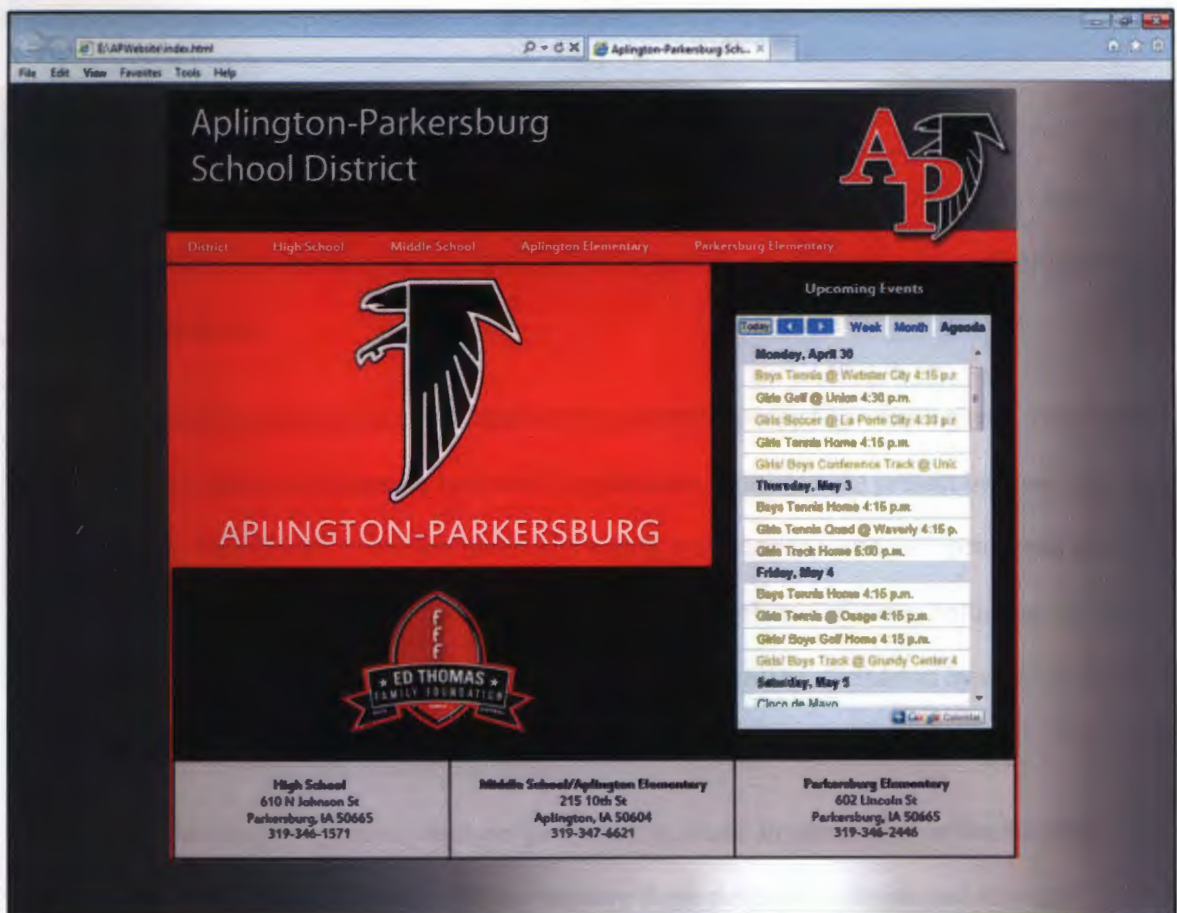 E:\APWebsite\index.html
Aplington-Parkersburg Sch...
File Edit View Favorites Tools Help
Aplington-Parkersburg
School District
AP
District High School Middle School Aplington Elementary Parkersburg Elementary
APLINGTON-PARKERSBURG
FFF
ED THOMAS
FAMILY FOUNDATION
Upcoming Events
Today Week Month Agenda
Monday, April 30
Boys Tennis @ Webster City 4:15 p.r
Girls Golf @ Union 4:30 p.m.
Girls Soccer @ La Porte City 4:33 p.r
Girls Tennis Home 4:15 p.m.
Girls/ Boys Conference Track @ Unic
Thursday, May 3
Boys Tennis Home 4:15 p.m.
Girls Tennis Quad @ Waverly 4:15 p.
Girls Track Home 5:00 p.m.
Friday, May 4
Boys Tennis Home 4:15 p.m.
Girls Tennis @ Osage 4:15 p.m.
Girls/ Boys Golf Home 4:15 p.m.
Girls/ Boys Track @ Grundy Center 4
Saturday, May 5
Cinco de Mayo
Google Calendar
High School
610 N Johnson St
Parkersburg, IA 50665
319-346-1571
Middle School/Aplington Elementary
215 10th St
Aplington, IA 50604
319-347-6621
Parkersburg Elementary
602 Lincoln St
Parkersburg, IA 50665
319-346-2446